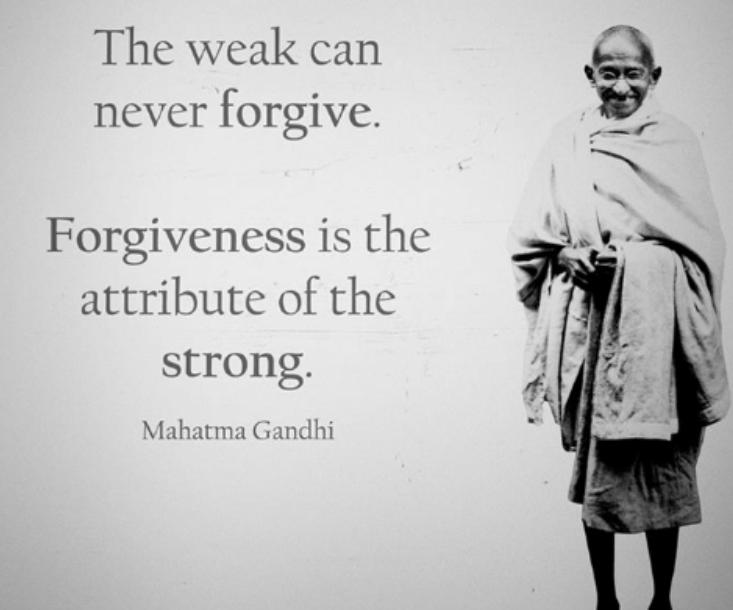 The weak can
never forgive.
Forgiveness is the
attribute of the
strong.
Mahatma Gandhi